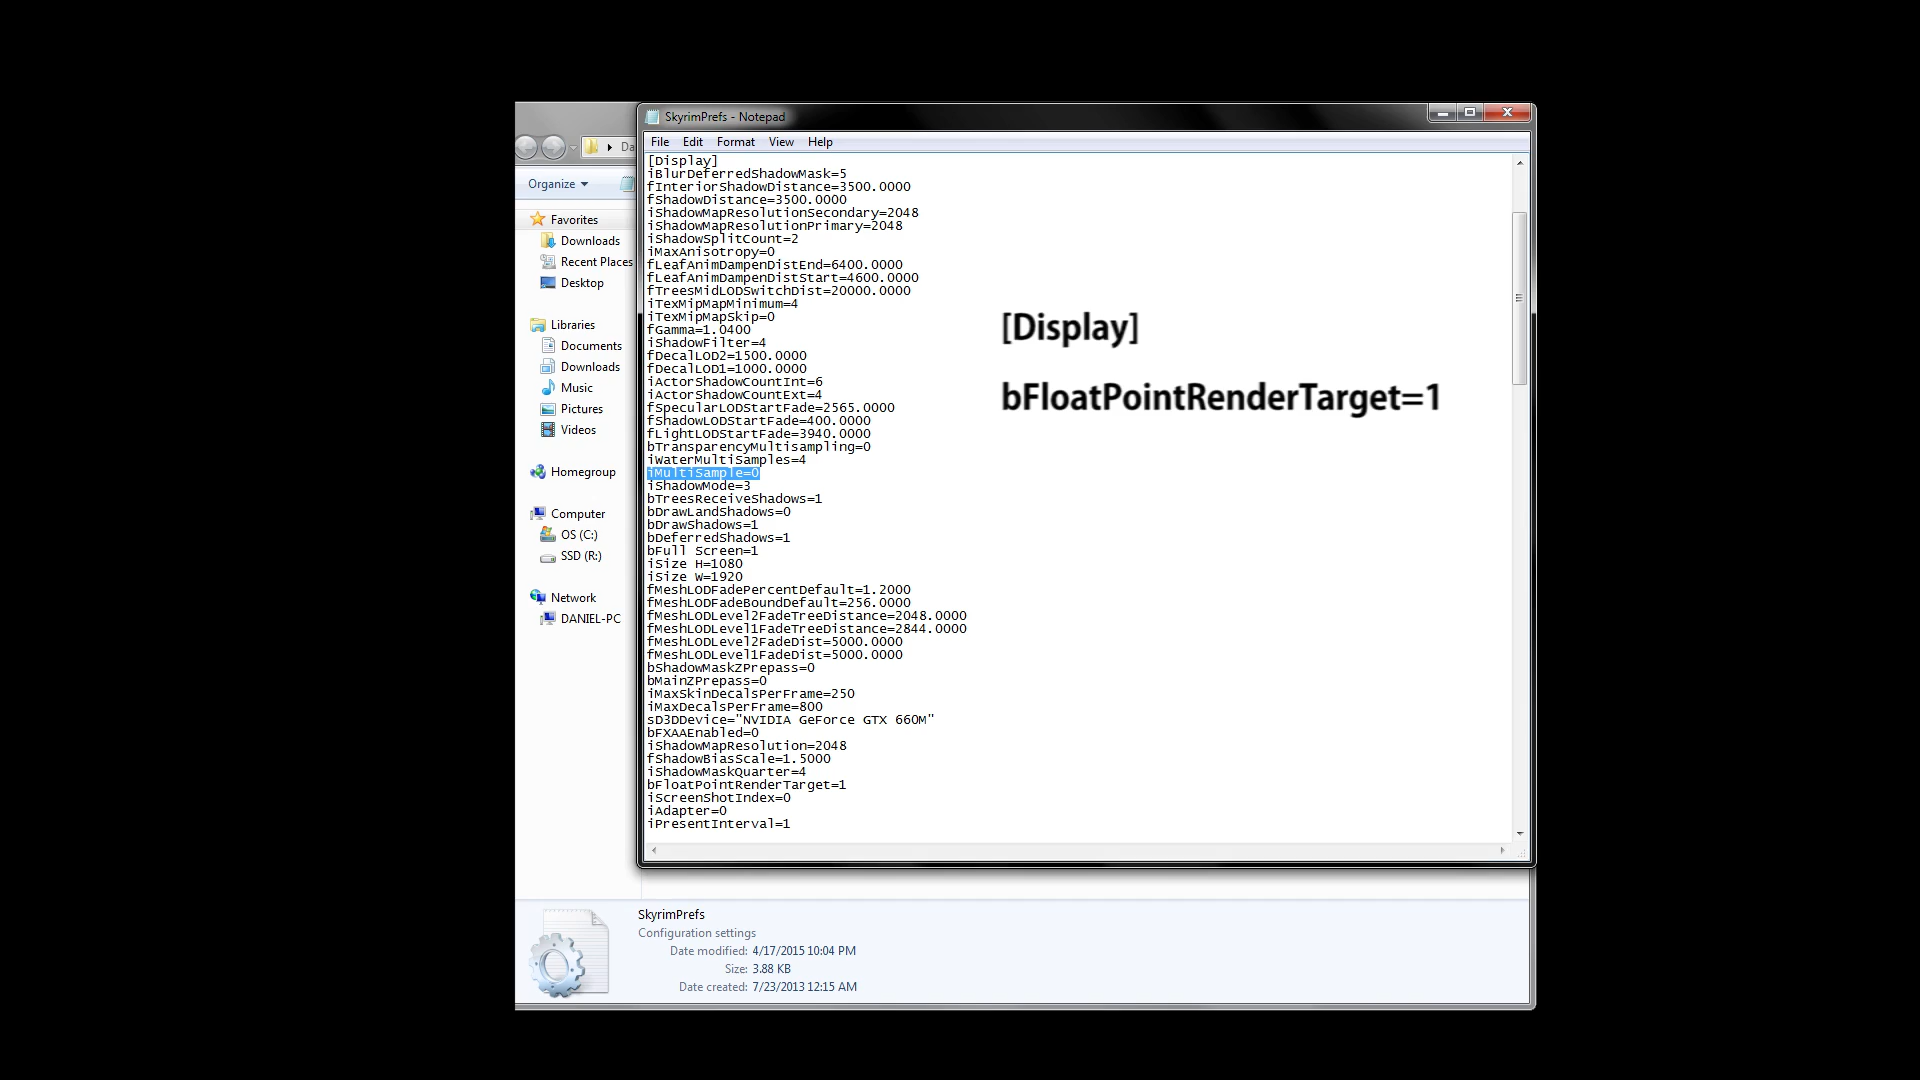 SkyrimPrefs - Notepad
File Edit Format View Help
Da
Organize
Favorites
Downloads
Recent Places
Desktop
Libraries
Documents
Downloads
Music
Pictures
Videos
Homegroup
Computer
OS (C:)
SSD (R:)
Network
DANIEL-PC
[Display]
iBlurDeferredShadowMask=5
fInteriorShadowDistance=3500.0000
fShadowDistance=3500.0000
iShadowMapResolutionSecondary=2048
iShadowMapResolutionPrimary=2048
iShadowSplitCount=2
iMaxAnisotropy=0
fLeafAnimDampenDistEnd=6400.0000
fLeafAnimDampenDistStart=4600.0000
fTreesMidLODSwitchDist=20000.0000
iTexMipMapMinimum=4
iTexMipMapSkip=0
fGamma=1.0400
iShadowFilter=4
fDecalLOD2=1500.0000
fDecalLOD1=1000.0000
iActorShadowCountInt=6
iActorShadowCountExt=4
fSpecularLODStartFade=2565.0000
fShadowLODStartFade=400.0000
fLightLODStartFade=3940.0000
bTransparencyMultisampling=0
iWaterMultiSamples=4
iMultiSample=0
iShadowMode=3
bTreesReceiveShadows=1
bDrawLandShadows=0
bDrawShadows=1
bDeferredShadows=1
bFull Screen=1
iSize H=1080
iSize W=1920
fMeshLODFadePercentDefault=1.2000
fMeshLODFadeBoundDefault=256.0000
fMeshLODLevel2FadeTreeDistance=2048.0000
fMeshLODLevel1FadeTreeDistance=2844.0000
fMeshLODLevel2FadeDist=5000.0000
fMeshLODLevel1FadeDist=5000.0000
bShadowMaskZPrepass=0
bMainZPrepass=0
iMaxSkinDecalsPerFrame=250
iMaxDecalsPerFrame=800
sD3DDevice="NVIDIA GeForce GTX 660M"
bFXAAEnabled=0
iShadowMapResolution=2048
fShadowBiasScale=1.5000
iShadowMaskQuarter=4
bFloatPointRenderTarget=1
iScreenShotIndex=0
iAdapter=0
iPresentInterval=1
[Display]
bFloatPointRenderTarget=1
SkyrimPrefs
Configuration settings
Date modified: 4/17/2015 10:04 PM
Size: 3.88 KB
Date created: 7/23/2013 12:15 AM